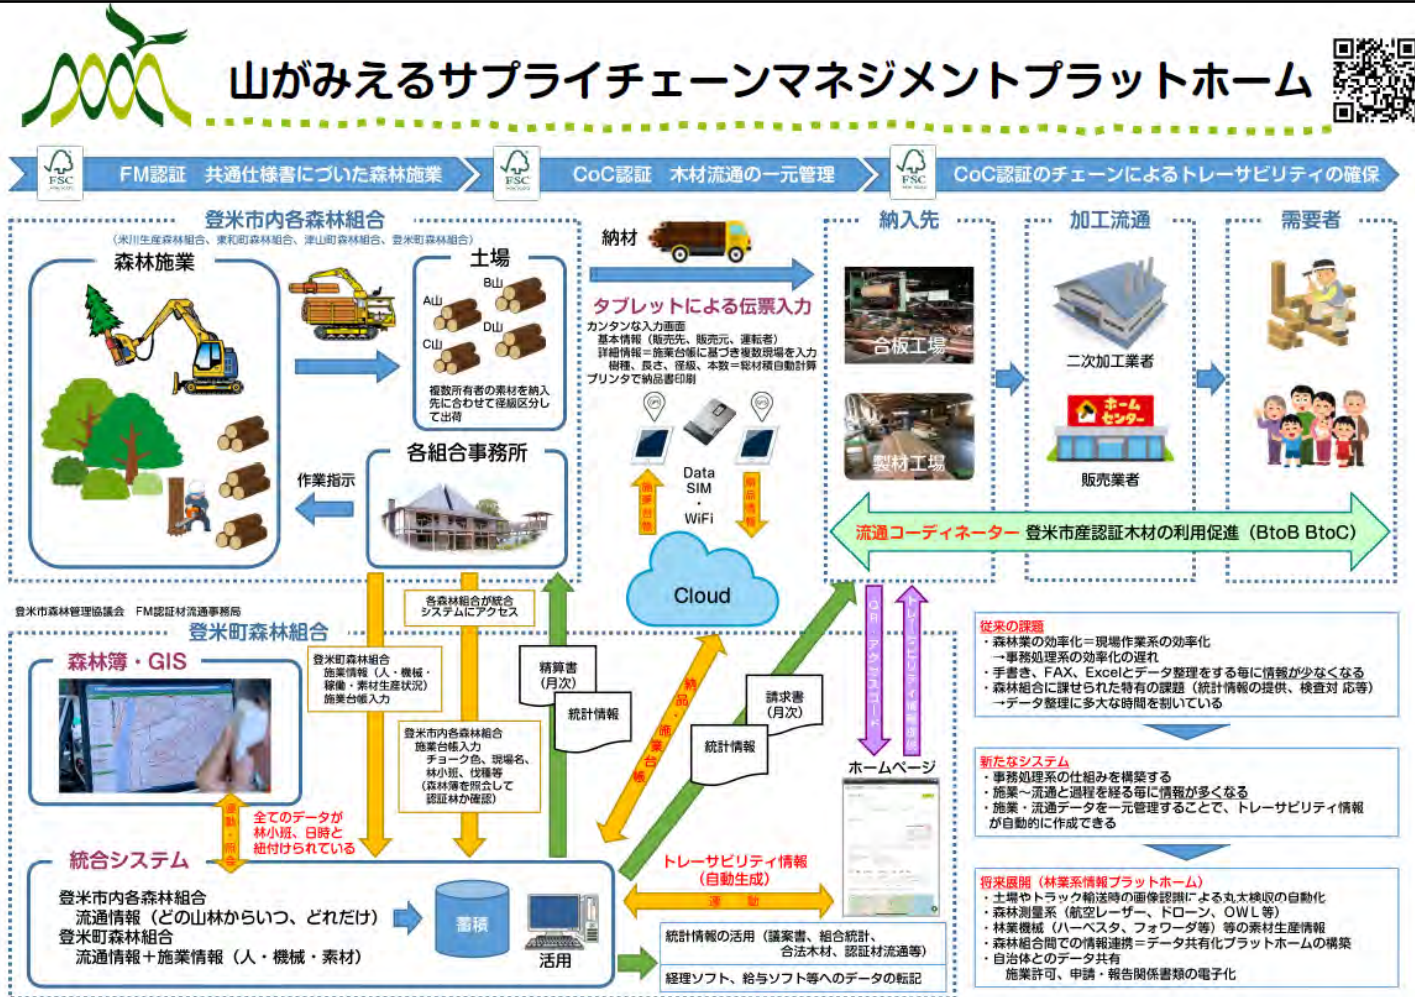 山がみえるサプライチェーンマネジメントプラットホーム
FSC
FM認証 共通仕様書にづいた森林施業
FSC
CoC認証 木材流通の一元管理
FSC
CoC認証のチェーンによるトレーサビリティの確保
登米市内各森林組合
(米川生産森林組合、東和町森林組合、津山町森林組合、登米町森林組合)
森林施業
土場
A山
B山
C山
D山
複数所有者の素材を納入
先に合わせて径級区分し
て出荷
各組合事務所
作業指示
納材
タブレットによる伝票入力
カンタンな入力画面
基本情報(販売先、販売元、運転者)
詳細情報=施業台帳に基づき複数現場を入力
樹種、長さ、径級、本数=総材積自動計算
プリンタで納品書印刷
GPS
GPS
Data
SIM
・
WiFi
施業台帳
納品情報
Cloud
納入先
合板工場
製材工場
加工流通
二次加工業者
ホーム
センター
販売業者
需要者
流通コーディネーター 登米市産認証木材の利用促進(BtoB BtoC)
登米市森林管理協議会 FM認証材流通事務局
登米町森林組合
森林簿・GIS
連動・照合
全てのデータが
林小班、日時と
紐付けられている
登米町森林組合
施業情報(人・機械・
稼働・素材生産状況)
施業台帳入力
各森林組合が統合
システムにアクセス
登米市内各森林組合
施業台帳入力
チョーク色、現場名、
林小班、伐種等
(森林簿を照会して
認証林か確認)
精算書
(月次)
統計情報
納品・施業台帳
請求書
(月次)
統計情報
QR・アクセスコード
トレーサビリティ情報提供
ホームページ
統合システム
登米市内各森林組合
流通情報(どの山林からいつ、どれだけ)
登米町森林組合
流通情報+施業情報(人・機械・素材)
蓄積
活用
トレーサビリティ情報
(自動生成)
連 動
統計情報の活用(議案書、組合統計、
合法木材、認証材流通等)
経理ソフト、給与ソフト等へのデータの転記
従来の課題
・森林業の効率化=現場作業系の効率化
→事務処理系の効率化の遅れ
・手書き、FAX、Excelとデータ整理をする毎に情報が少なくなる
・森林組合に課せられた特有の課題(統計情報の提供、検査対 応等)
→データ整理に多大な時間を割いている
新たなシステム
・事務処理系の仕組みを構築する
・施業～流通と過程を経る毎に情報が多くなる
・施業・流通データを一元管理することで、トレーサビリティ情報
が自動的に作成できる
将来展開(林業系情報プラットホーム)
・土場やトラック輸送時の画像認識による丸太検収の自動化
・森林測量系(航空レーザー、ドローン、OWL等)
・林業機械(ハーベスタ、フォワーダ等)等の素材生産情報
・森林組合間での情報連携=データ共有化プラットホームの構築
・自治体とのデータ共有
施業許可、申請・報告関係書類の電子化